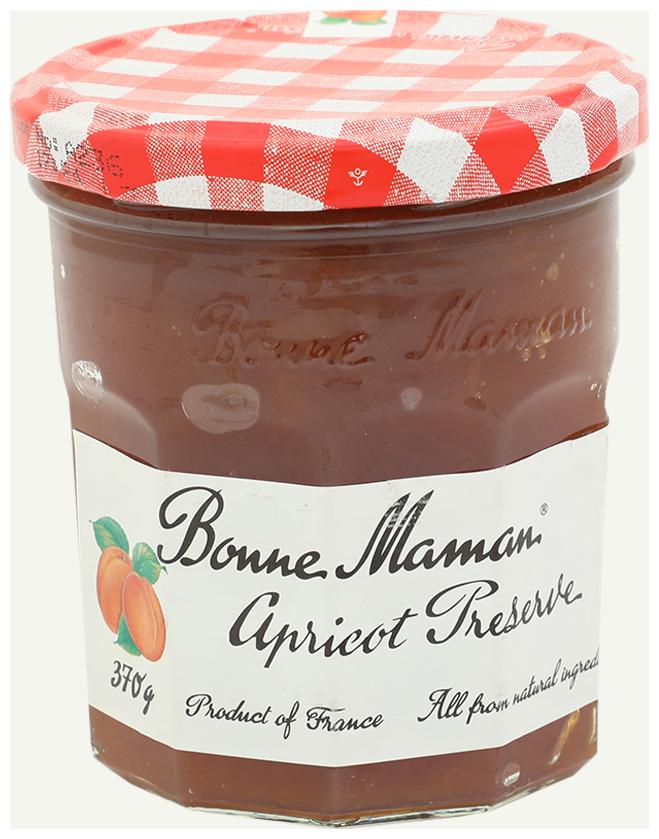 Bonne Maman
Bonne Maman®
Apricot Preserve
370g
Product of France
All from natural